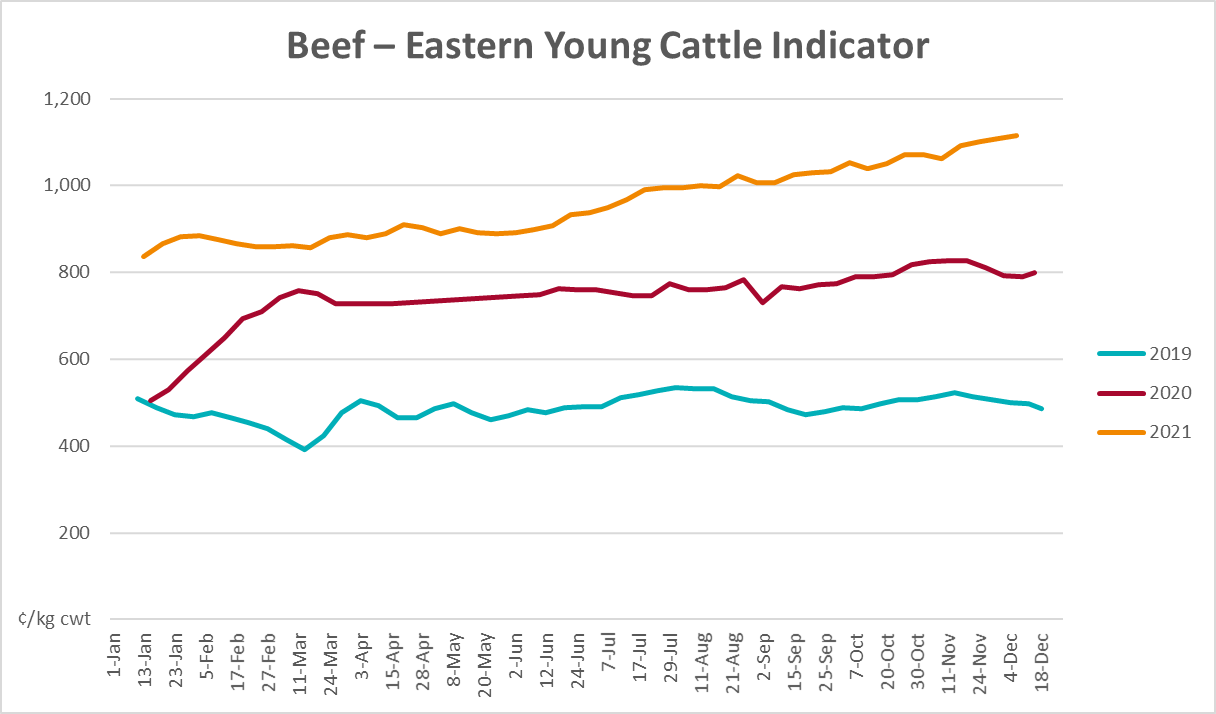 Beef – Eastern Young Cattle Indicator
1,200
1,000
800
600
400
200
¢/kg cwt
1-Jan
13-Jan
23-Jan
5-Feb
17-Feb
27-Feb
11-Mar
24-Mar
3-Apr
15-Apr
28-Apr
8-May
20-May
2-Jun
12-Jun
24-Jun
7-Jul
17-Jul
29-Jul
11-Aug
21-Aug
2-Sep
15-Sep
25-Sep
7-Oct
20-Oct
30-Oct
11-Nov
24-Nov
4-Dec
18-Dec
2019
2020
2021